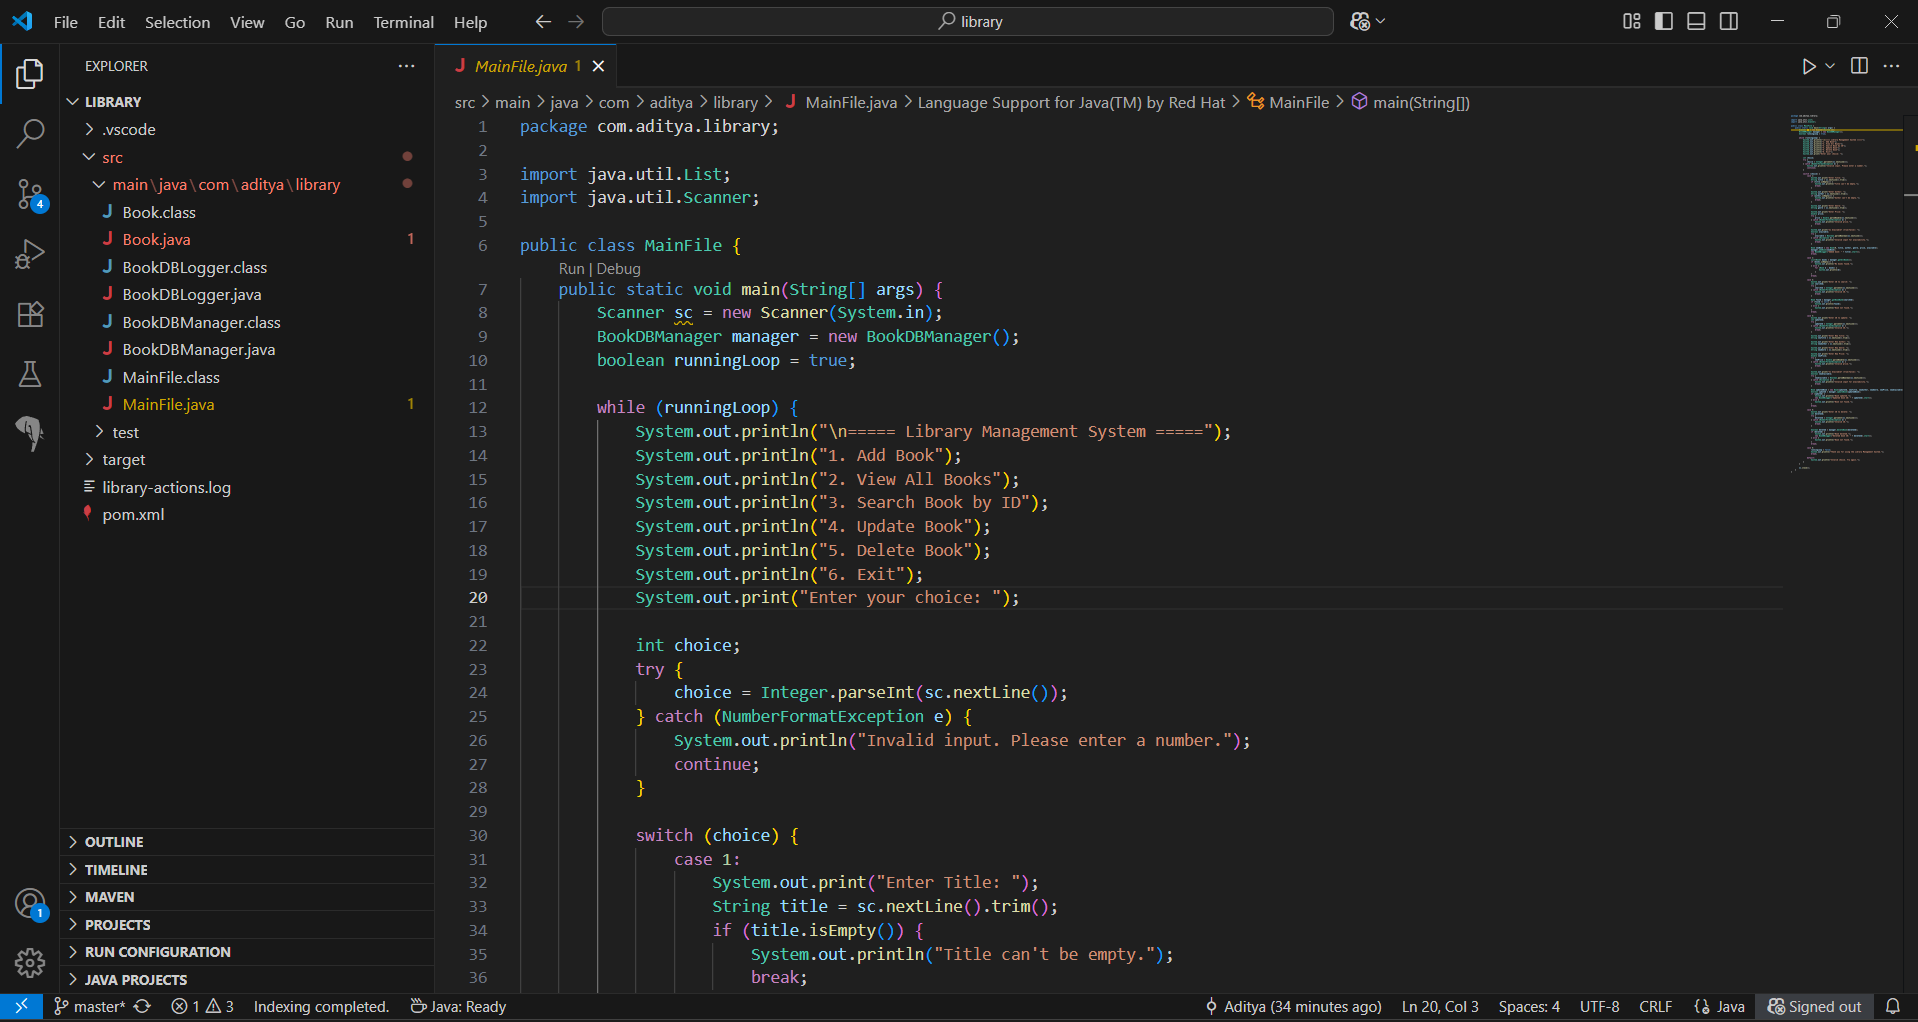 File Edit Selection View Go Run Terminal Help library
EXPLORER
LIBRARY
.vscode
src
main\java\com\aditya\library
Book.class
Book.java 1
BookDBLogger.class
BookDBLogger.java
BookDBManager.class
BookDBManager.java
MainFile.class
MainFile.java 1
test
target
library-actions.log
pom.xml
OUTLINE
TIMELINE
MAVEN
PROJECTS
RUN CONFIGURATION
JAVA PROJECTS
4
1
MainFile.java 1
src > main > java > com > aditya > library > MainFile.java > Language Support for Java(TM) by Red Hat > MainFile > main(String[])
1 package com.aditya.library;
2
3 import java.util.List;
4 import java.util.Scanner;
5
6 public class MainFile {
Run | Debug
7 public static void main(String[] args) {
8 Scanner sc = new Scanner(System.in);
9 BookDBManager manager = new BookDBManager();
10 boolean runningLoop = true;
11
12 while (runningLoop) {
13 System.out.println("\n===== Library Management System =====");
14 System.out.println("1. Add Book");
15 System.out.println("2. View All Books");
16 System.out.println("3. Search Book by ID");
17 System.out.println("4. Update Book");
18 System.out.println("5. Delete Book");
19 System.out.println("6. Exit");
20 System.out.print("Enter your choice: ");
21
22 int choice;
23 try {
24 choice = Integer.parseInt(sc.nextLine());
25 } catch (NumberFormatException e) {
26 System.out.println("Invalid input. Please enter a number.");
27 continue;
28 }
29
30 switch (choice) {
31 case 1:
32 System.out.print("Enter Title: ");
33 String title = sc.nextLine().trim();
34 if (title.isEmpty()) {
35 System.out.println("Title can't be empty.");
36 break;
master* 1 3 Indexing completed. Java: Ready Aditya (34 minutes ago) Ln 20, Col 3 Spaces: 4 UTF-8 CRLF {} Java Signed out